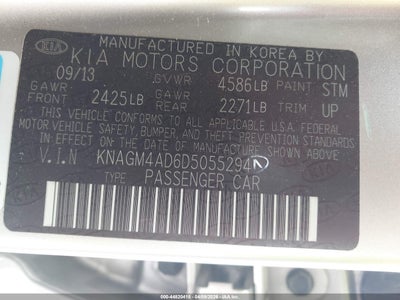 MANUFACTURED IN KOREA BY
KIA KIA MOTORS CORPORATION
09/13 GVWR 4586LB PAINT STM
GAWR FRONT 2425LB GAWR REAR 2271LB TRIM UP
THIS VEHICLE CONFORMS TO ALL APPLICABLE U.S.A. FEDERAL
MOTOR VEHICLE SAFETY, BUMPER, AND THEFT PREVENTION
STANDARDS IN EFFECT ON THE DATE OF MANUFACTURE
SHOWN ABOVE.
V.I.N KNAGM4AD6D5055294
TYPE: PASSENGER CAR